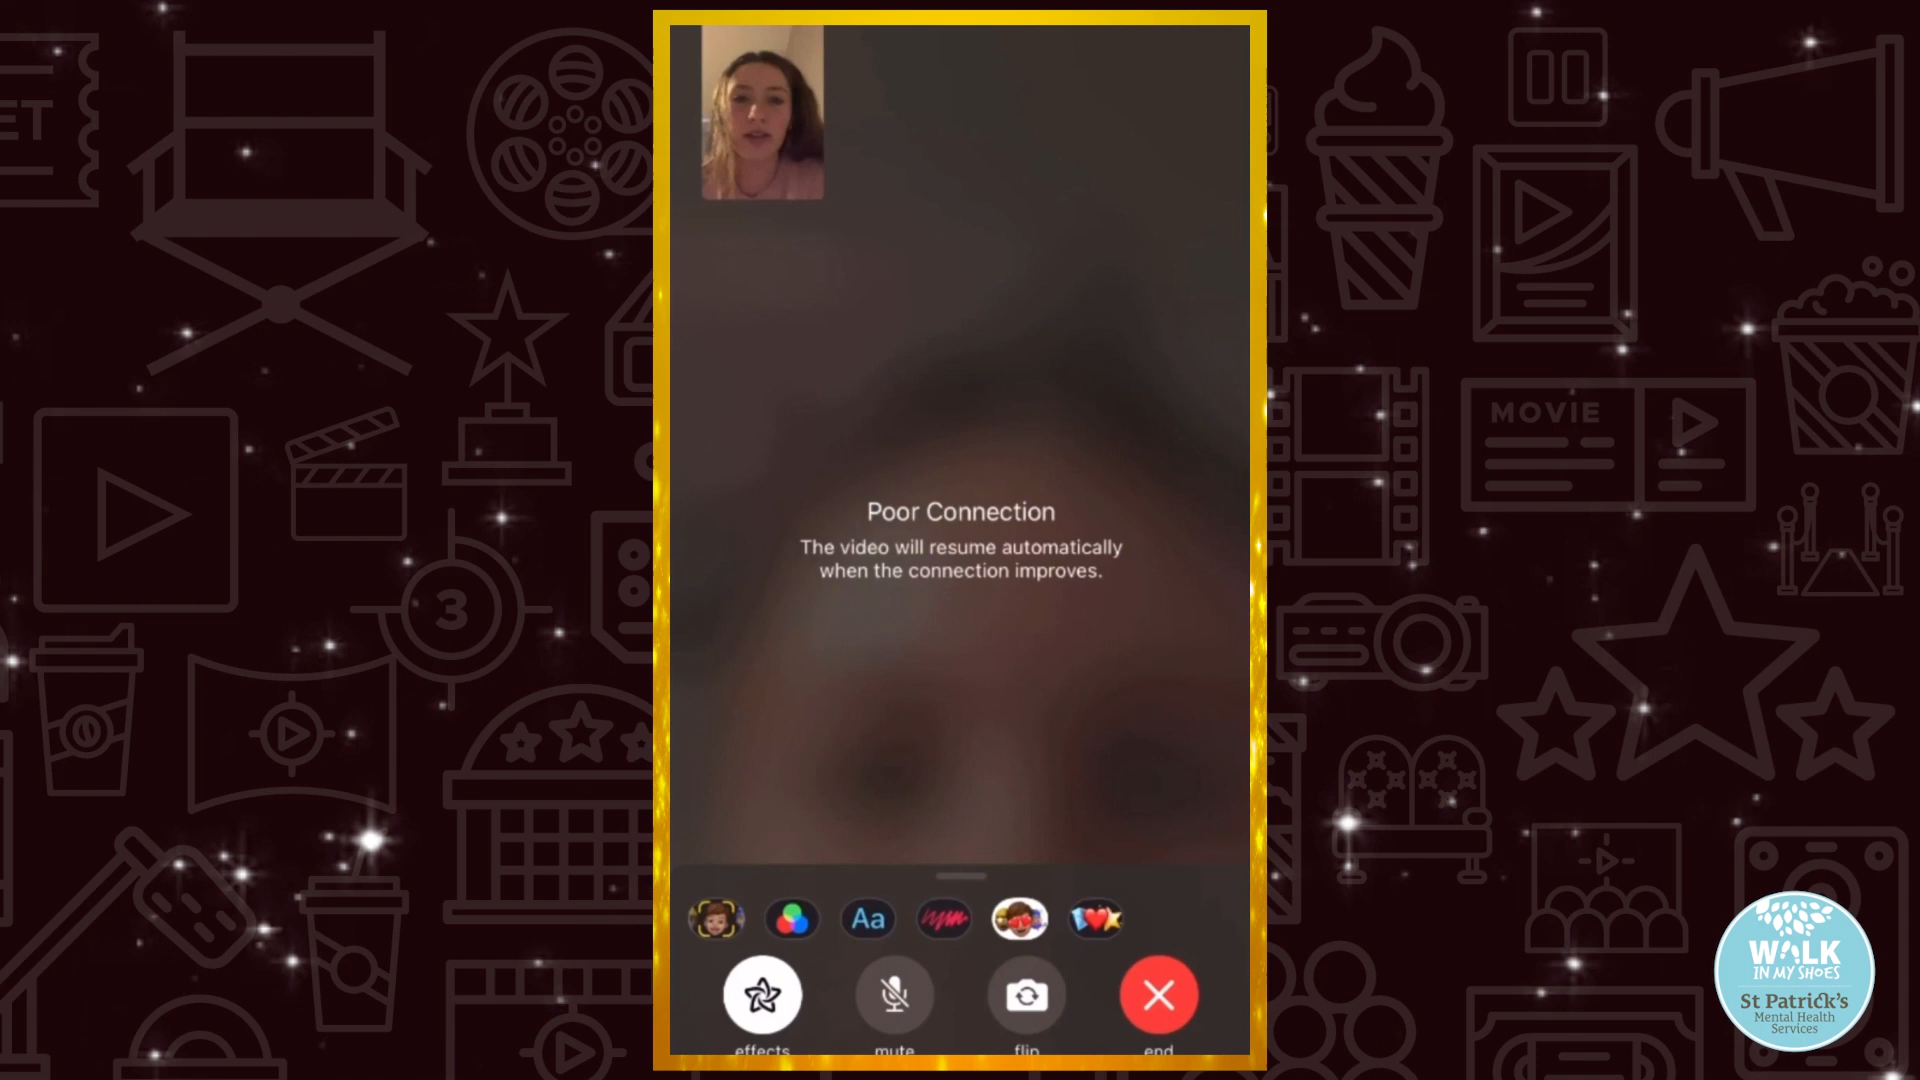 ET
3
Poor Connection
The video will resume automatically
when the connection improves.
Aa
effects
mute
flip
end
MOVIE
WALK
IN MY SHOES
St Patrick's
Mental Health
Services